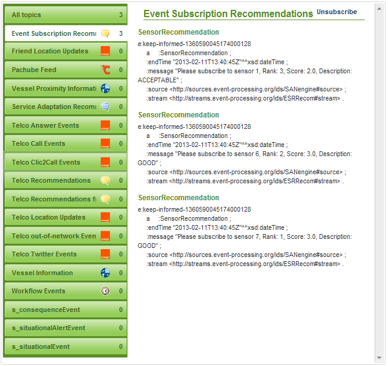 All topics 3
Event Subscription Recomm 3
Friend Location Updates 0
Pachube Feed 0
Vessel Proximity Informati 0
Service Adaptation Recom 0
Telco Answer Events 0
Telco Call Events 0
Telco Clic2Call Events 0
Telco Recommendations 0
Telco Recommendations f 0
Telco Location Updates 0
Telco out-of-network Even 0
Telco Twitter Events 0
Vessel Information 0
Workflow Events 0
s_consequenceEvent 0
s_situationalAlertEvent 0
s_situationalEvent 0
Event Subscription Recommendations Unsubscribe
SensorRecommendation
e:keep-informed-1360590045174000128
a :SensorRecommendation ;
:endTime "2013-02-11T13:40:45Z"^^xsd:dateTime ;
:message "Please subscribe to sensor 1, Rank: 3, Score: 2.0, Description:
ACCEPTABLE" ;
:source <http://sources.event-processing.org/ids/SANengine#source> ;
:stream <http://streams.event-processing.org/ids/ESRRecom#stream> .
SensorRecommendation
e:keep-informed-1360590045174000128
a :SensorRecommendation ;
:endTime "2013-02-11T13:40:45Z"^^xsd:dateTime ;
:message "Please subscribe to sensor 6, Rank: 2, Score: 3.0, Description:
GOOD" ;
:source <http://sources.event-processing.org/ids/SANengine#source> ;
:stream <http://streams.event-processing.org/ids/ESRRecom#stream> .
SensorRecommendation
e:keep-informed-1360590045174000128
a :SensorRecommendation ;
:endTime "2013-02-11T13:40:45Z"^^xsd:dateTime ;
:message "Please subscribe to sensor 7, Rank: 1, Score: 3.0, Description:
GOOD" ;
:source <http://sources.event-processing.org/ids/SANengine#source> ;
:stream <http://streams.event-processing.org/ids/ESRRecom#stream> .